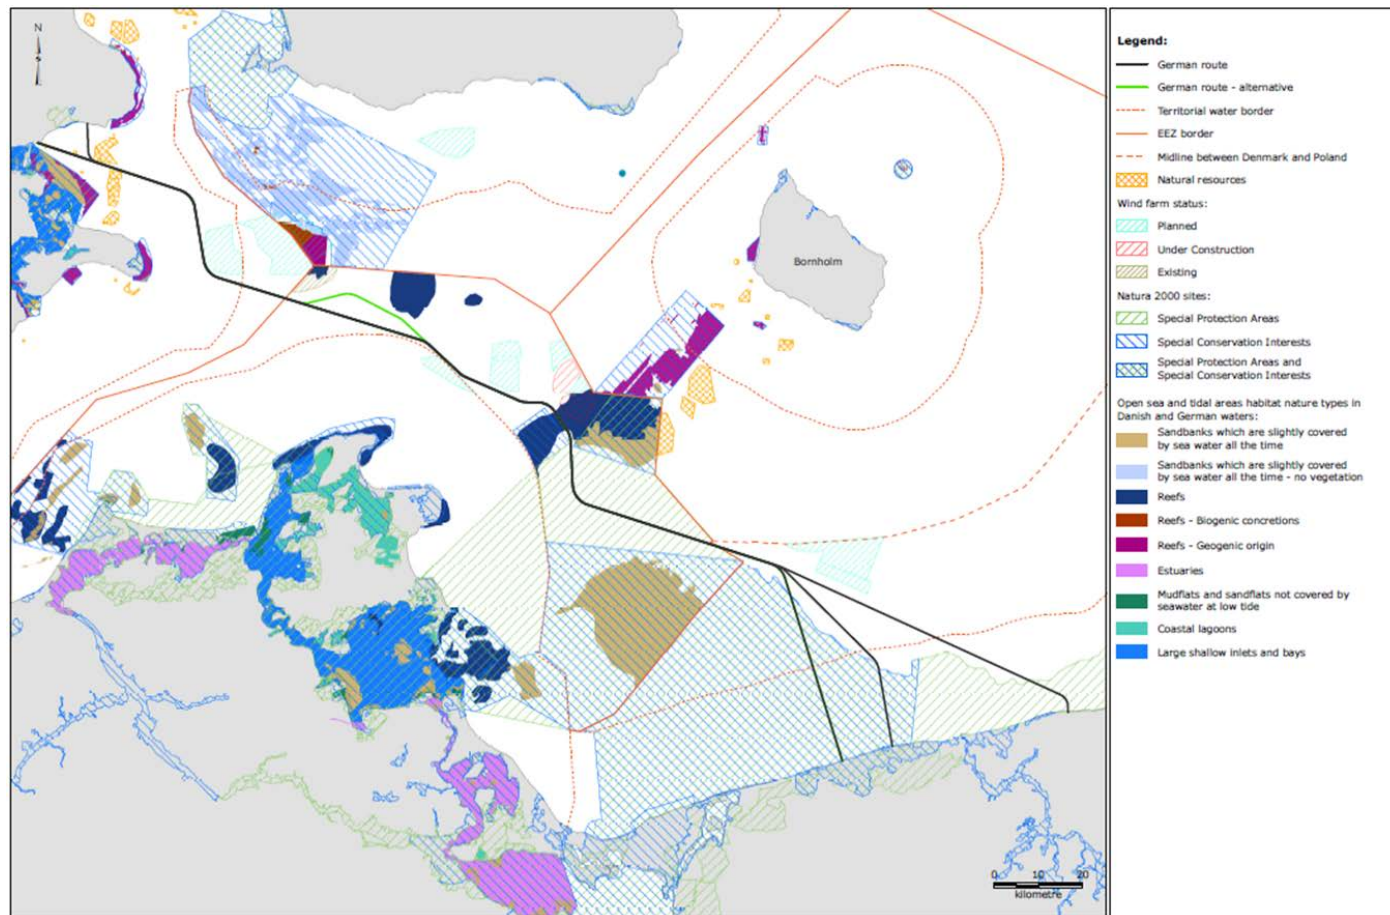 N
S
Bornholm
0 10 20
kilometre
Legend:
German route
German route - alternative
Territorial water border
EEZ border
Midline between Denmark and Poland
Natural resources
Wind farm status:
Planned
Under Construction
Existing
Natura 2000 sites:
Special Protection Areas
Special Conservation Interests
Special Protection Areas and
Special Conservation Interests
Open sea and tidal areas habitat nature types in
Danish and German waters:
Sandbanks which are slightly covered
by sea water all the time
Sandbanks which are slightly covered
by sea water all the time - no vegetation
Reefs
Reefs - Biogenic concretions
Reefs - Geogenic origin
Estuaries
Mudflats and sandflats not covered by
seawater at low tide
Coastal lagoons
Large shallow inlets and bays